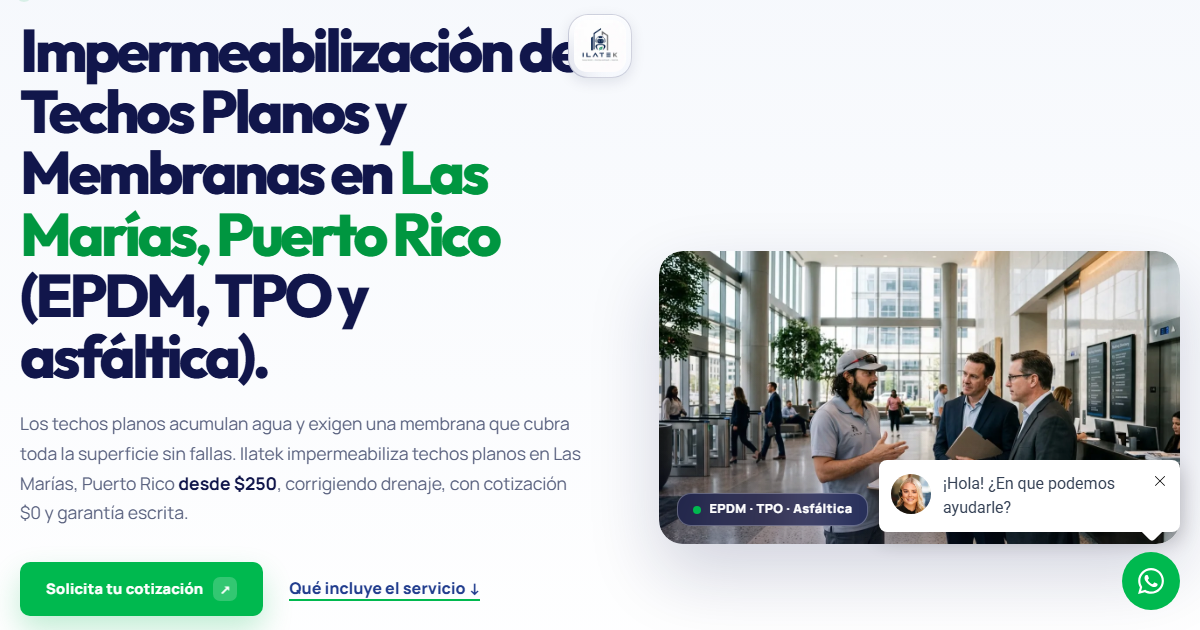 Impermeabilización de
Techos Planos y
Membranas en Las
Marías, Puerto Rico
(EPDM, TPO y
asfáltica).
ILATEK
Los techos planos acumulan agua y exigen una membrana que cubra
toda la superficie sin fallas. Ilatek impermeabiliza techos planos en Las
Marías, Puerto Rico desde $250, corrigiendo drenaje, con cotización
$0 y garantía escrita.
Solicita tu cotización ↗
Qué incluye el servicio ↓
EPDM · TPO · Asfáltica
¡Hola! ¿En que podemos
ayudarle?